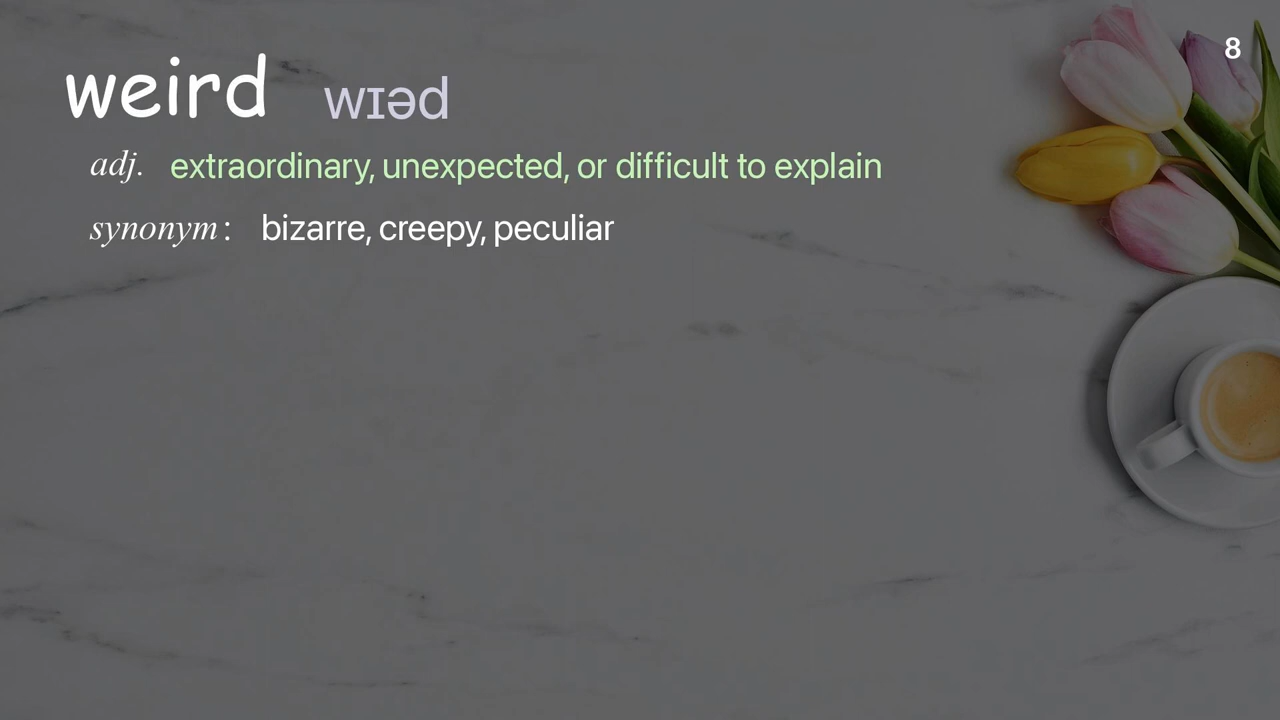 8
weird wɪəd
adj. extraordinary, unexpected, or difficult to explain
synonym: bizarre, creepy, peculiar